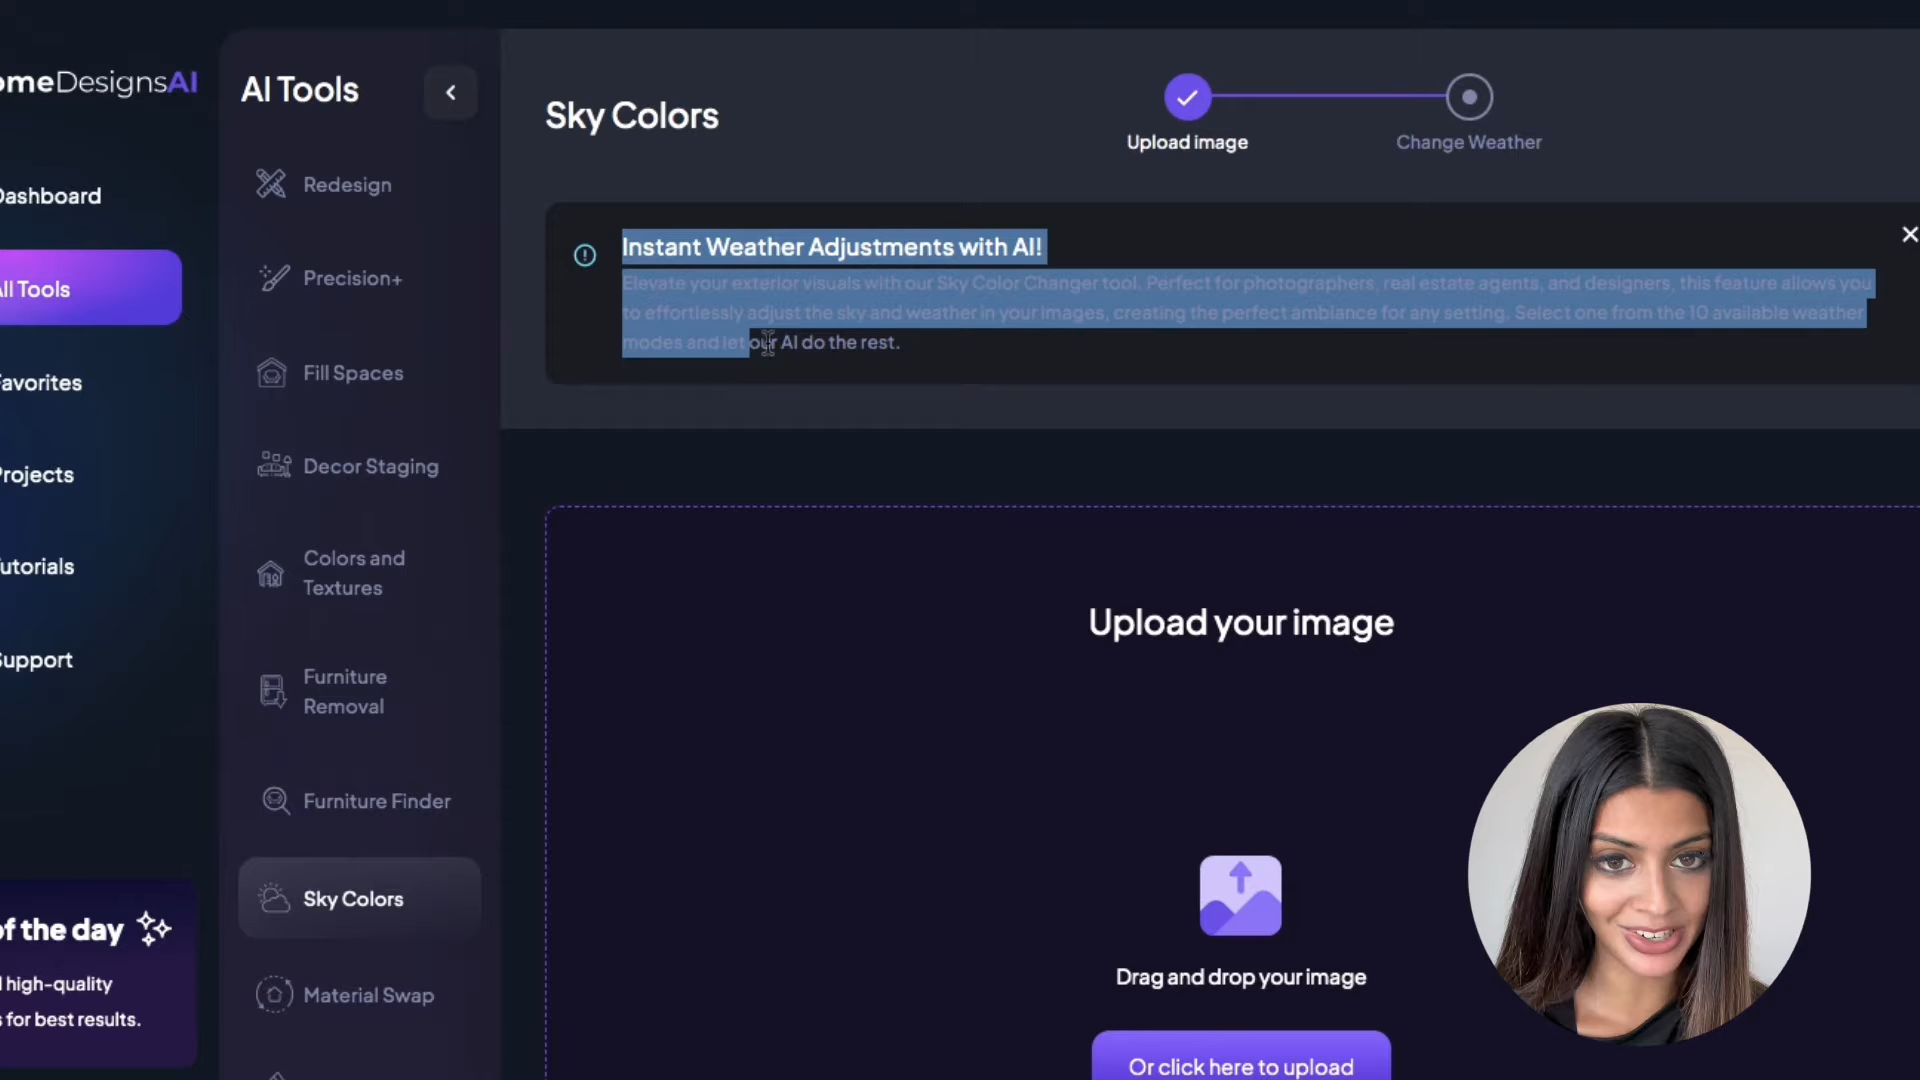 omeDesignsAI
Dashboard
All Tools
Favorites
Projects
Tutorials
Support
of the day
high-quality
for best results.
AI Tools
Redesign
Precision+
Fill Spaces
Decor Staging
Colors and
Textures
Furniture
Removal
Furniture Finder
Sky Colors
Material Swap
Sky Colors
Upload image
Change Weather
Instant Weather Adjustments with AI!
Elevate your exterior visuals with our Sky Color Changer tool. Perfect for photographers, real estate agents, and designers, this feature allows you
to effortlessly adjust the sky and weather in your images, creating the perfect ambiance for any setting. Select one from the 10 available weather
modes and let our AI do the rest.
Upload your image
Drag and drop your image
Or click here to upload